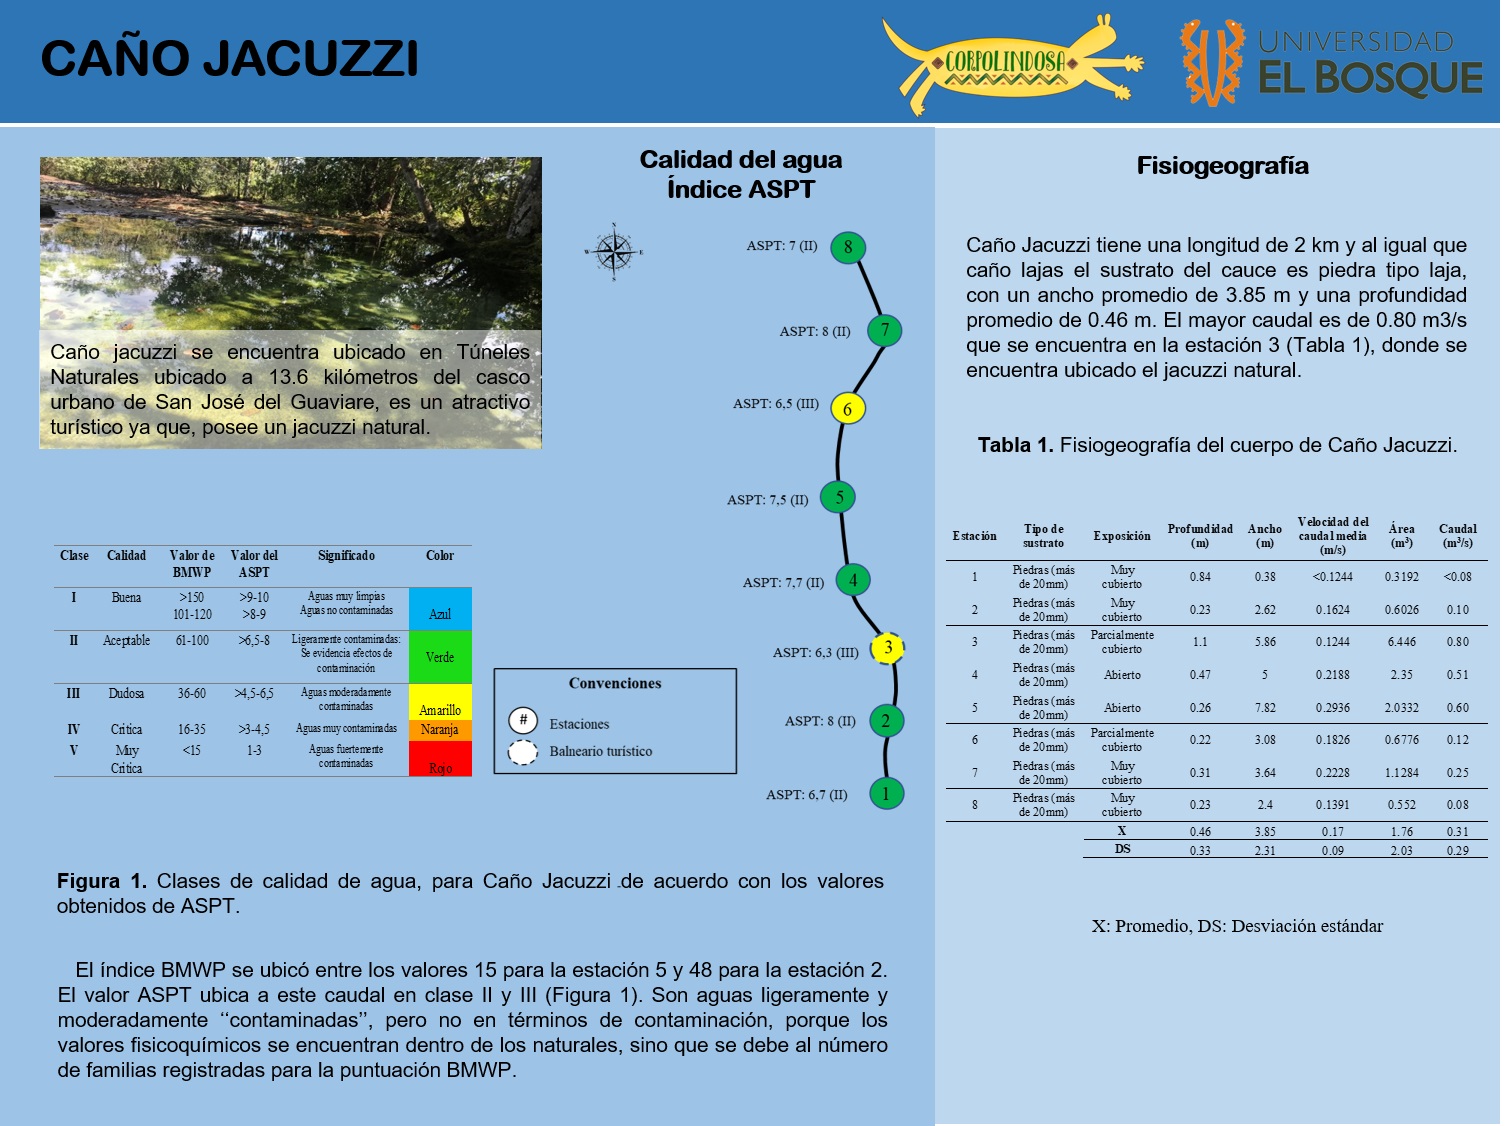 CAÑO JACUZZI
CORPOLINDOSA
UNIVERSIDAD
EL BOSQUE
Caño jacuzzi se encuentra ubicado en Túneles
Naturales ubicado a 13.6 kilómetros del casco
urbano de San José del Guaviare, es un atractivo
turístico ya que, posee un jacuzzi natural.
Clase Calidad Valor de BMWP Valor del ASPT Significado Color
I Buena >150 >9-10 Aguas muy limpias
101-120 >8-9 Aguas no contaminadas Azul
II Aceptable 61-100 >6,5-8 Ligeramente contaminadas:
Se evidencia efectos de Verde
contaminación
III Dudosa 36-60 >4,5-6,5 Aguas moderadamente
contaminadas Amarillo
IV Critica 16-35 >3-4,5 Aguas muy contaminadas Naranja
V Muy <15 1-3 Aguas fuertemente
Critica contaminadas Rojo
Calidad del agua
Índice ASPT
N
W E
S
ASPT: 7 (II) 8
ASPT: 8 (II) 7
ASPT: 6,5 (III) 6
ASPT: 7,5 (II) 5
ASPT: 7,7 (II) 4
ASPT: 6,3 (III) 3
ASPT: 8 (II) 2
ASPT: 6,7 (II) 1
Convenciones
# Estaciones
Balneario turístico
Figura 1. Clases de calidad de agua, para Caño Jacuzzi de acuerdo con los valores
obtenidos de ASPT.
El índice BMWP se ubicó entre los valores 15 para la estación 5 y 48 para la estación 2.
El valor ASPT ubica a este caudal en clase II y III (Figura 1). Son aguas ligeramente y
moderadamente ‘‘contaminadas’’, pero no en términos de contaminación, porque los
valores fisicoquímicos se encuentran dentro de los naturales, sino que se debe al número
de familias registradas para la puntuación BMWP.
Fisiogeografía
Caño Jacuzzi tiene una longitud de 2 km y al igual que
caño lajas el sustrato del cauce es piedra tipo laja,
con un ancho promedio de 3.85 m y una profundidad
promedio de 0.46 m. El mayor caudal es de 0.80 m3/s
que se encuentra en la estación 3 (Tabla 1), donde se
encuentra ubicado el jacuzzi natural.
Tabla 1. Fisiogeografía del cuerpo de Caño Jacuzzi.
Estación Tipo de sustrato Exposición Profundidad (m) Ancho (m) Velocidad del caudal media (m/s) Área (m³) Caudal (m³/s)
1 Piedras (más de 20mm) Muy cubierto 0.84 0.38 <0.1244 0.3192 <0.08
2 Piedras (más de 20mm) Muy cubierto 0.23 2.62 0.1624 0.6026 0.10
3 Piedras (más de 20mm) Parcialmente cubierto 1.1 5.86 0.1244 6.446 0.80
4 Piedras (más de 20mm) Abierto 0.47 5 0.2188 2.35 0.51
5 Piedras (más de 20mm) Abierto 0.26 7.82 0.2936 2.0332 0.60
6 Piedras (más de 20mm) Parcialmente cubierto 0.22 3.08 0.1826 0.6776 0.12
7 Piedras (más de 20mm) Muy cubierto 0.31 3.64 0.2228 1.1284 0.25
8 Piedras (más de 20mm) Muy cubierto 0.23 2.4 0.1391 0.552 0.08
X 0.46 3.85 0.17 1.76 0.31
DS 0.33 2.31 0.09 2.03 0.29
X: Promedio, DS: Desviación estándar